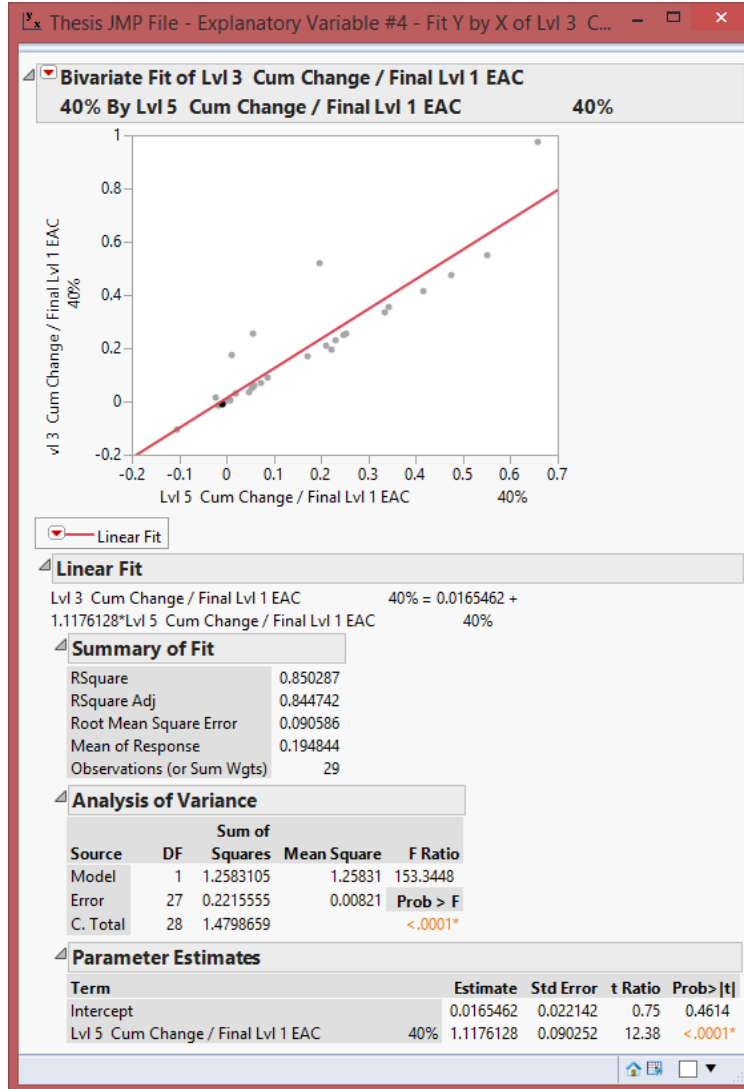 Thesis JMP File - Explanatory Variable #4 - Fit Y by X of Lvl 3 C...
Bivariate Fit of Lvl 3 Cum Change / Final Lvl 1 EAC
40% By Lvl 5 Cum Change / Final Lvl 1 EAC 40%
1
0.8
0.6
0.4
0.2
0
-0.2
vl 3 Cum Change / Final Lvl 1 EAC
40%
-0.2 -0.1 0 0.1 0.2 0.3 0.4 0.5 0.6 0.7
Lvl 5 Cum Change / Final Lvl 1 EAC 40%
Linear Fit
Linear Fit
Lvl 3 Cum Change / Final Lvl 1 EAC 40% = 0.0165462 +
1.1176128*Lvl 5 Cum Change / Final Lvl 1 EAC 40%
Summary of Fit
RSquare 0.850287
RSquare Adj 0.844742
Root Mean Square Error 0.090586
Mean of Response 0.194844
Observations (or Sum Wgts) 29
Analysis of Variance
Sum of
Source DF Squares Mean Square F Ratio
Model 1 1.2583105 1.25831 153.3448
Error 27 0.2215555 0.00821 Prob > F
C. Total 28 1.4798659 <.0001*
Parameter Estimates
Term Estimate Std Error t Ratio Prob>|t|
Intercept 0.0165462 0.022142 0.75 0.4614
Lvl 5 Cum Change / Final Lvl 1 EAC 40% 1.1176128 0.090252 12.38 <.0001*